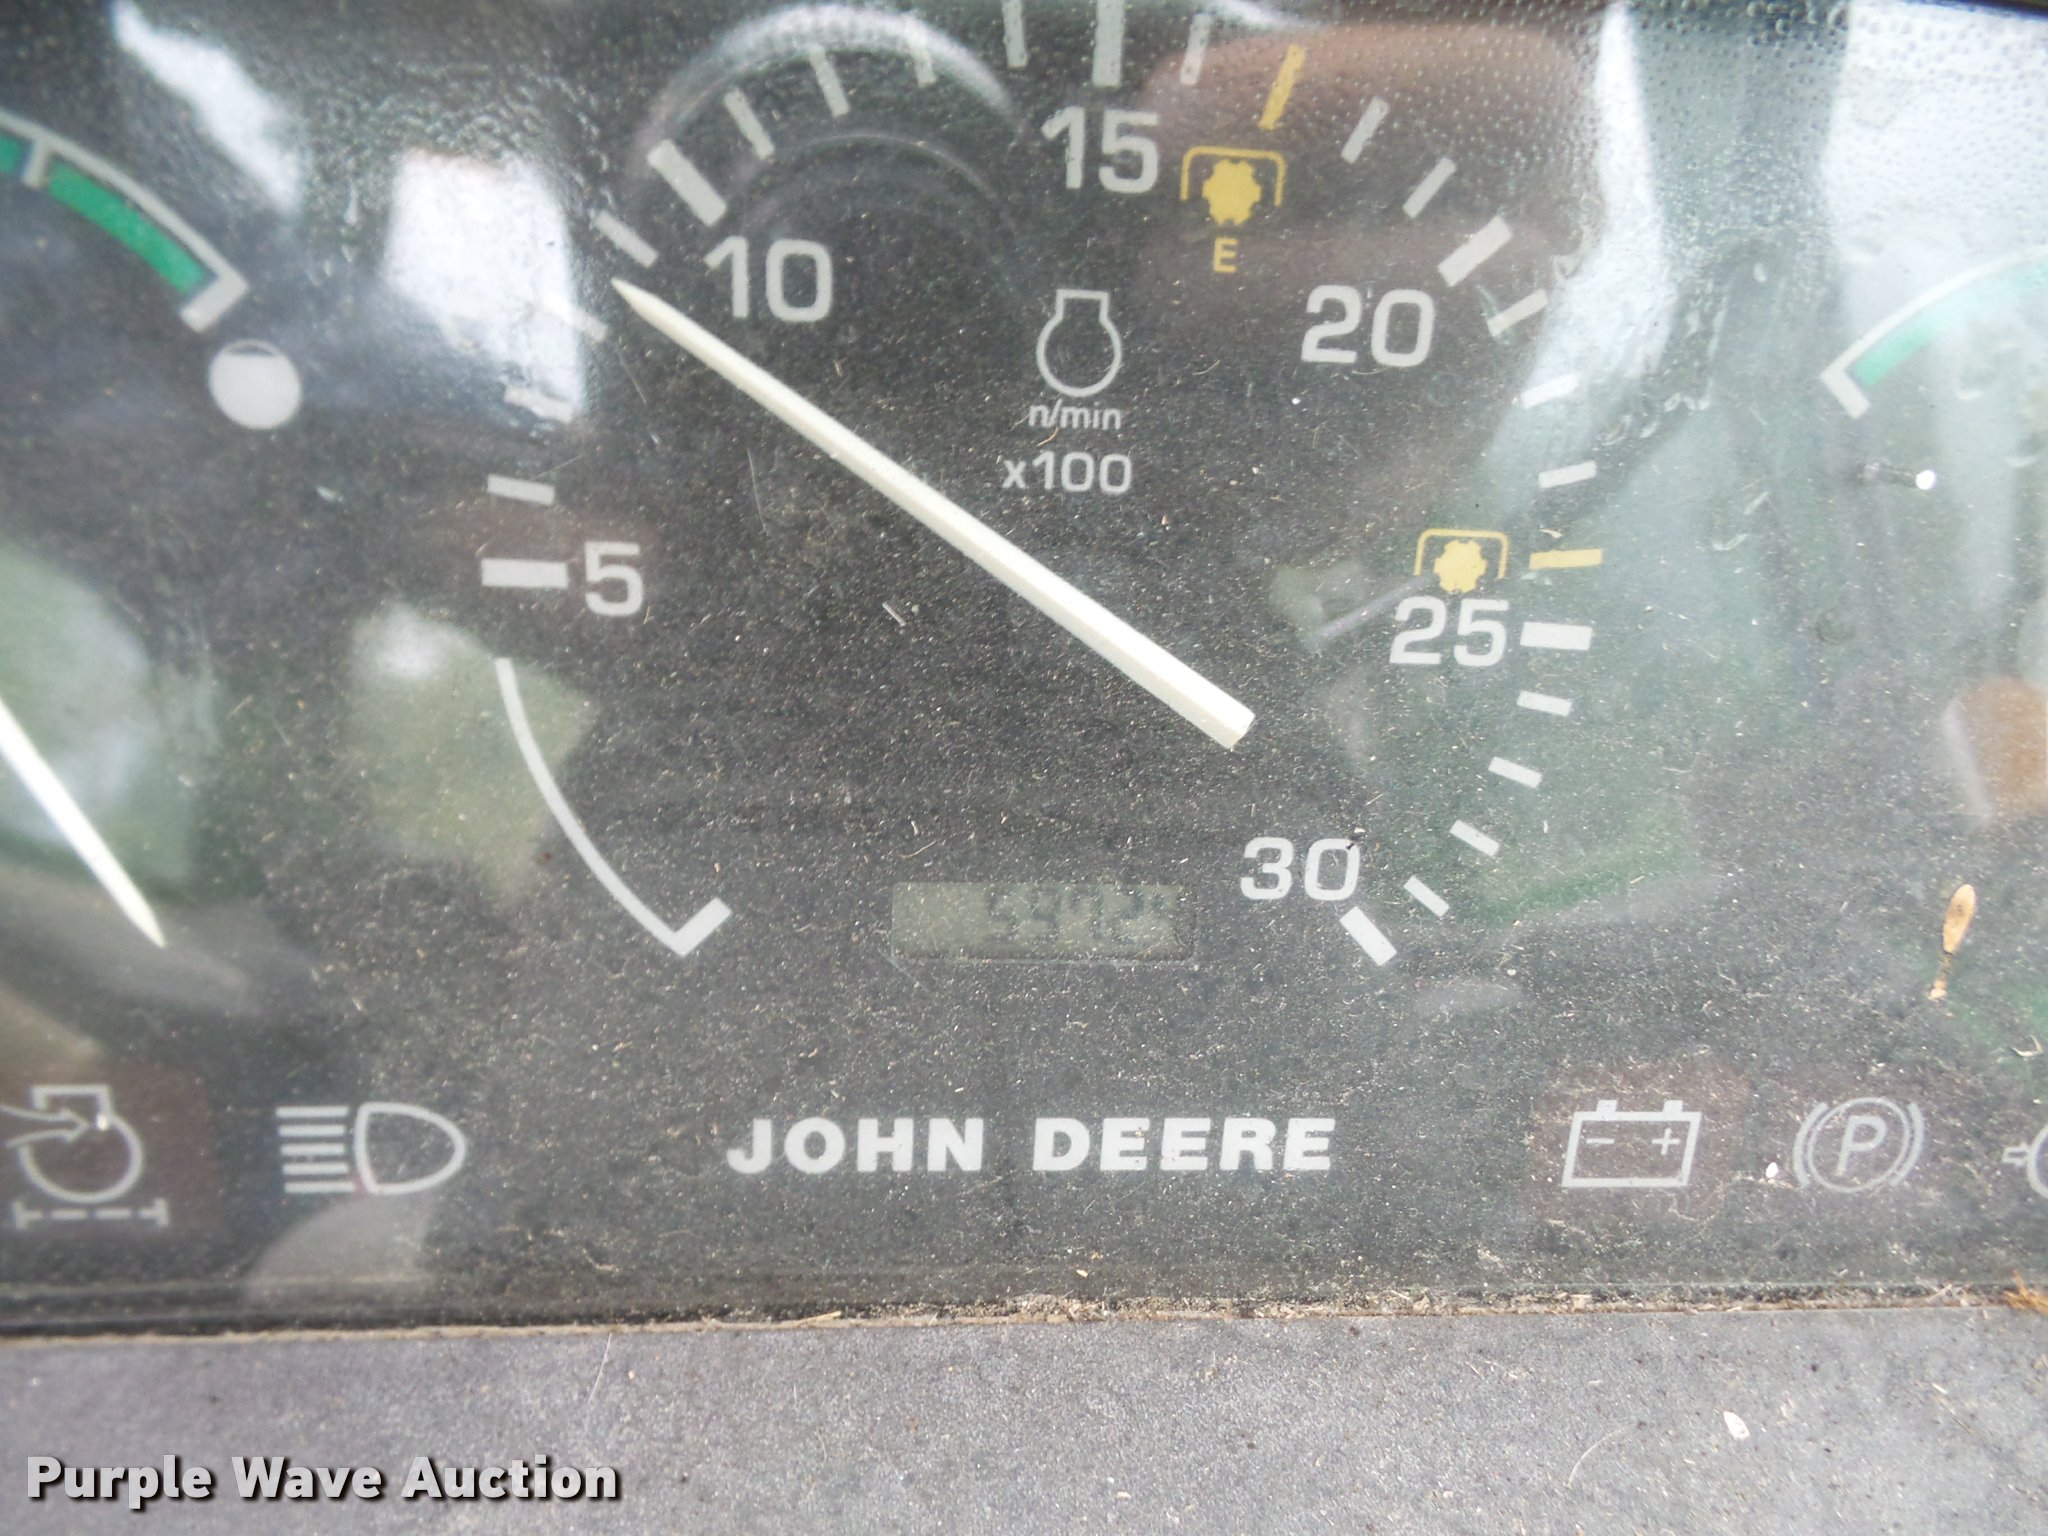 15
10
E
20
n/min
x100
5
25
30
JOHN DEERE
- +
P
Purple Wave Auction